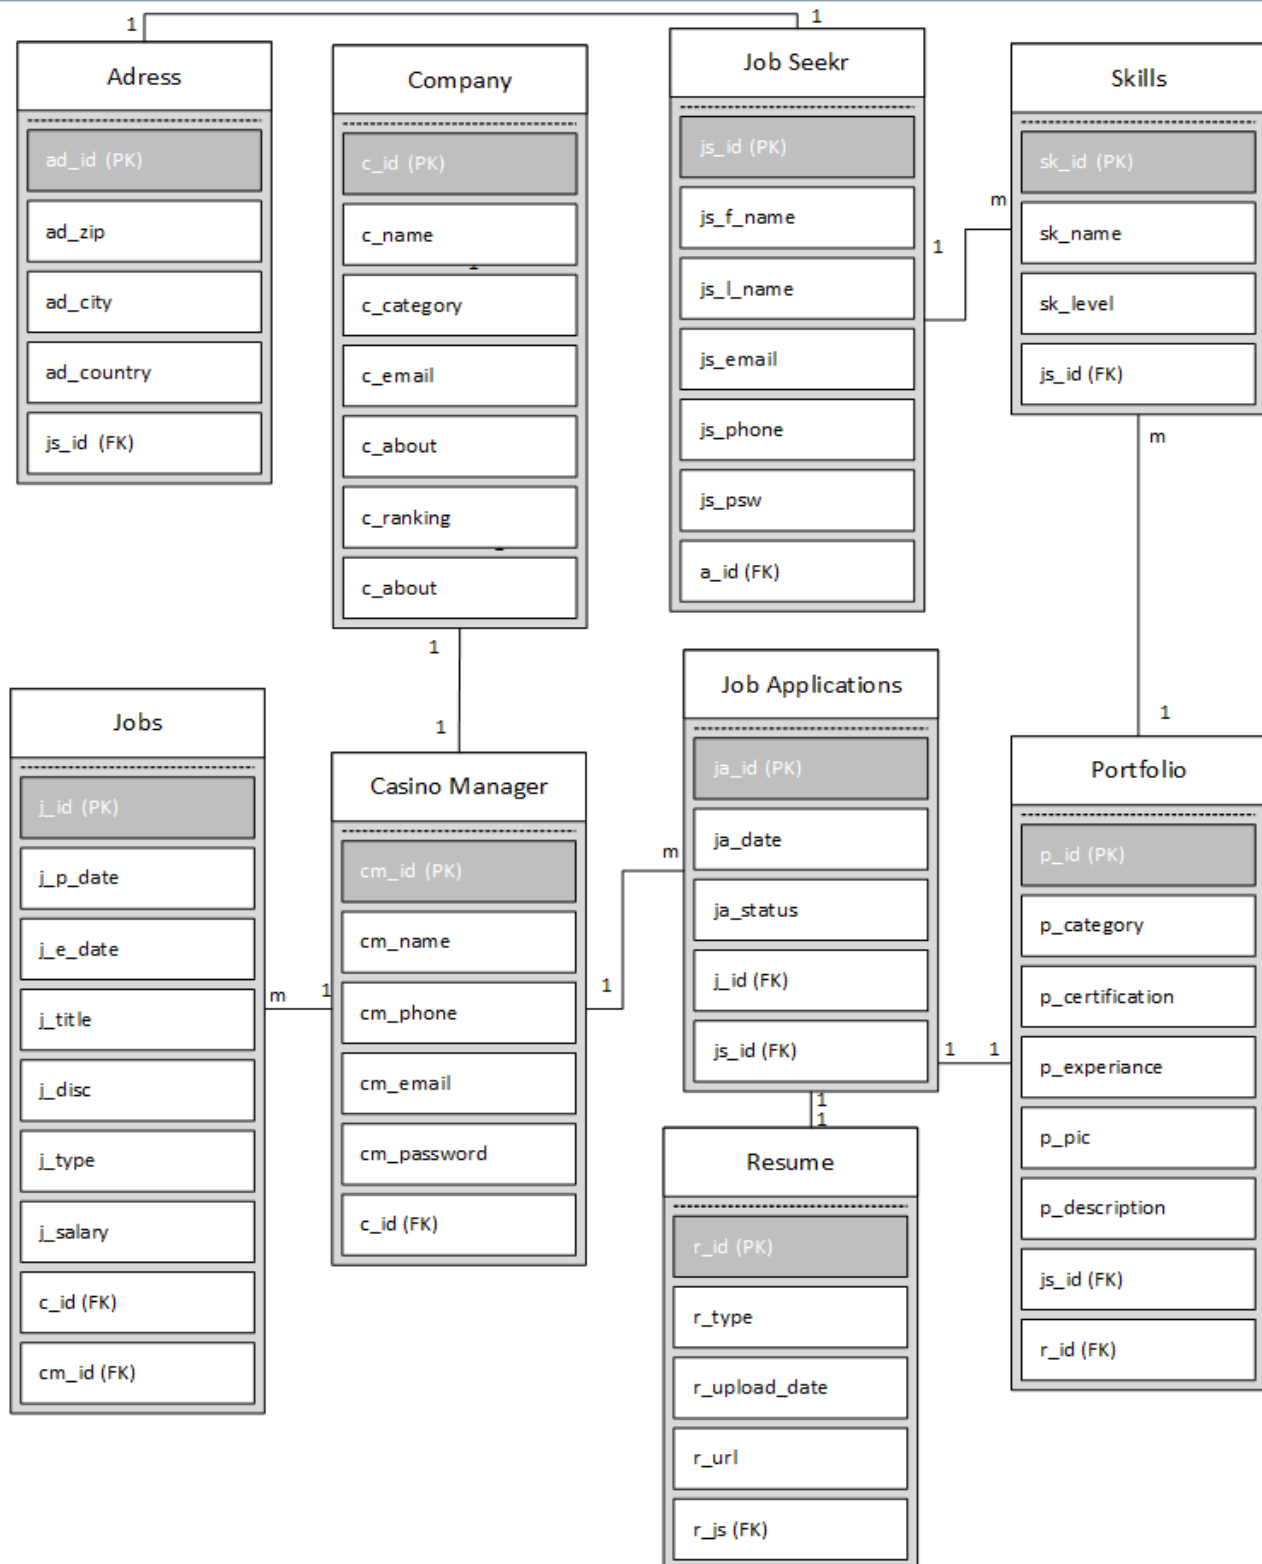 1
1
Adress
ad_id (PK)
ad_zip
ad_city
ad_country
js_id (FK)
Company
c_id (PK)
c_name
c_category
c_email
c_about
c_ranking
c_about
Job Seekr
js_id (PK)
js_f_name
js_l_name
js_email
js_phone
js_psw
a_id (FK)
1
m
Skills
sk_id (PK)
sk_name
sk_level
js_id (FK)
m
1
1
1
Jobs
j_id (PK)
j_p_date
j_e_date
j_title
j_disc
j_type
j_salary
c_id (FK)
cm_id (FK)
m
1
Casino Manager
cm_id (PK)
cm_name
cm_phone
cm_email
cm_password
c_id (FK)
1
m
Job Applications
ja_id (PK)
ja_date
ja_status
j_id (FK)
js_id (FK)
1
1
1
1
Resume
r_id (PK)
r_type
r_upload_date
r_url
r_js (FK)
Portfolio
p_id (PK)
p_category
p_certification
p_experiance
p_pic
p_description
js_id (FK)
r_id (FK)